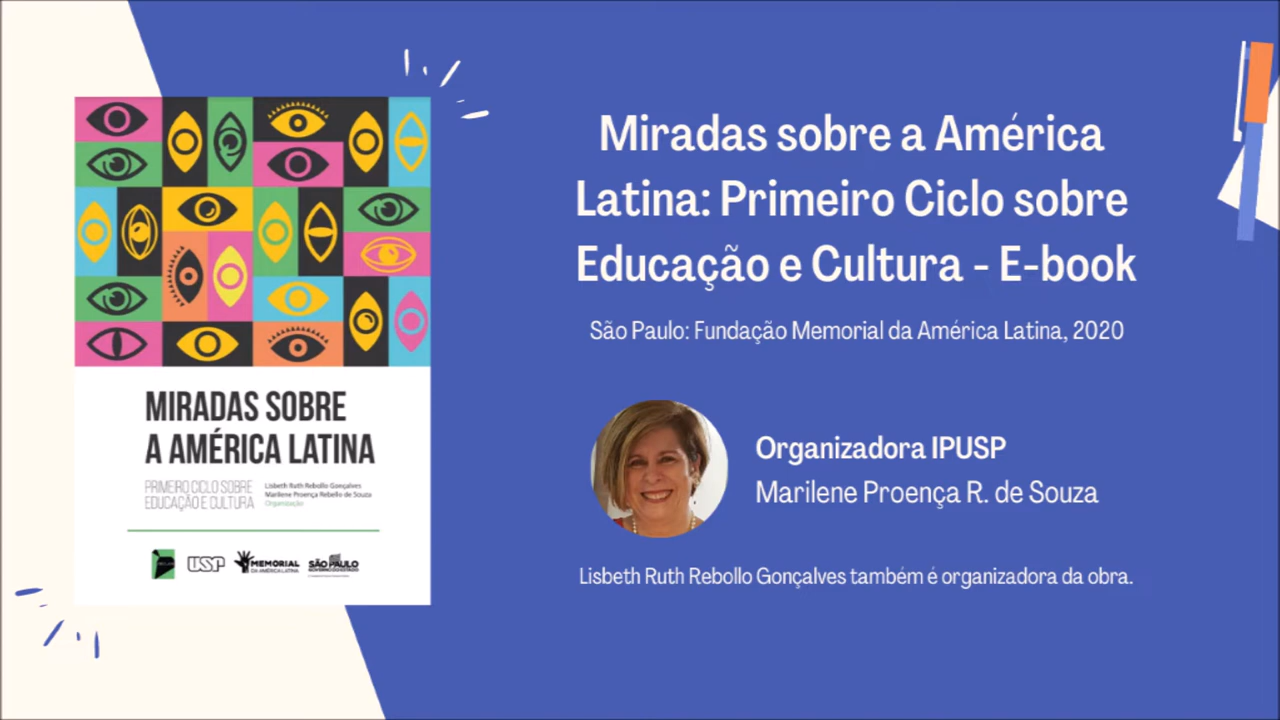 MIRADAS SOBRE
A AMÉRICA LATINA
PRIMEIRO CICLO SOBRE
EDUCAÇÃO E CULTURA
Lisbeth Ruth Rebollo Gonçalves
Marilene Proença Rebello de Souza
Organização
USP
MEMORIAL
DA AMÉRICA LATINA
SÃO PAULO
GOVERNO DO ESTADO
Miradas sobre a América
Latina: Primeiro Ciclo sobre
Educação e Cultura - E-book
São Paulo: Fundação Memorial da América Latina, 2020
Organizadora IPUSP
Marilene Proença R. de Souza
Lisbeth Ruth Rebollo Gonçalves também é organizadora da obra.